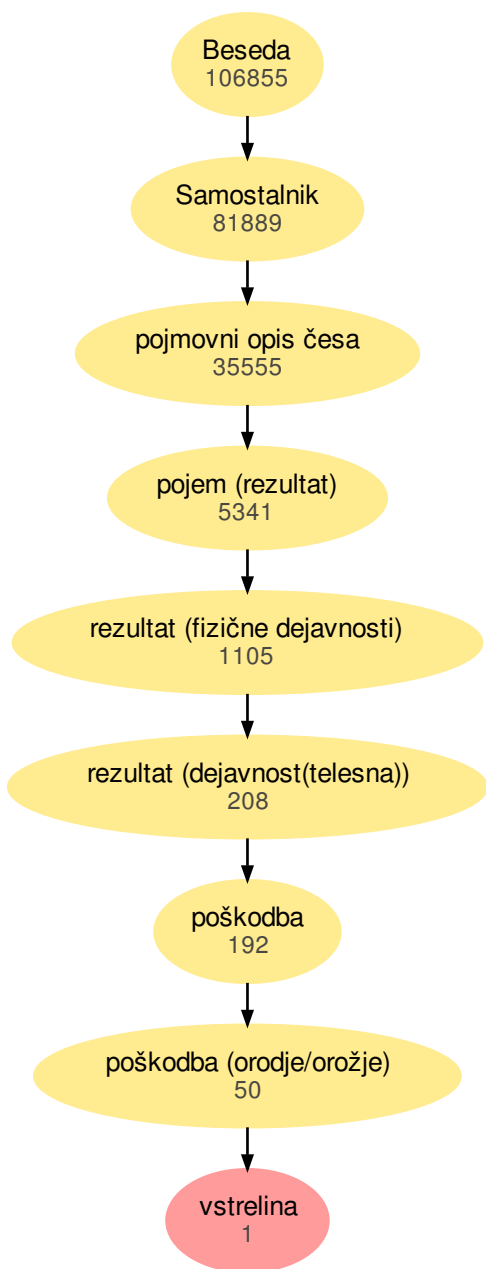 Beseda
106855
Samostalnik
81889
pojmovni opis česa
35555
pojem (rezultat)
5341
rezultat (fizične dejavnosti)
1105
rezultat (dejavnost(telesna))
208
poškodba
192
poškodba (orodje/orožje)
50
vstrelina
1